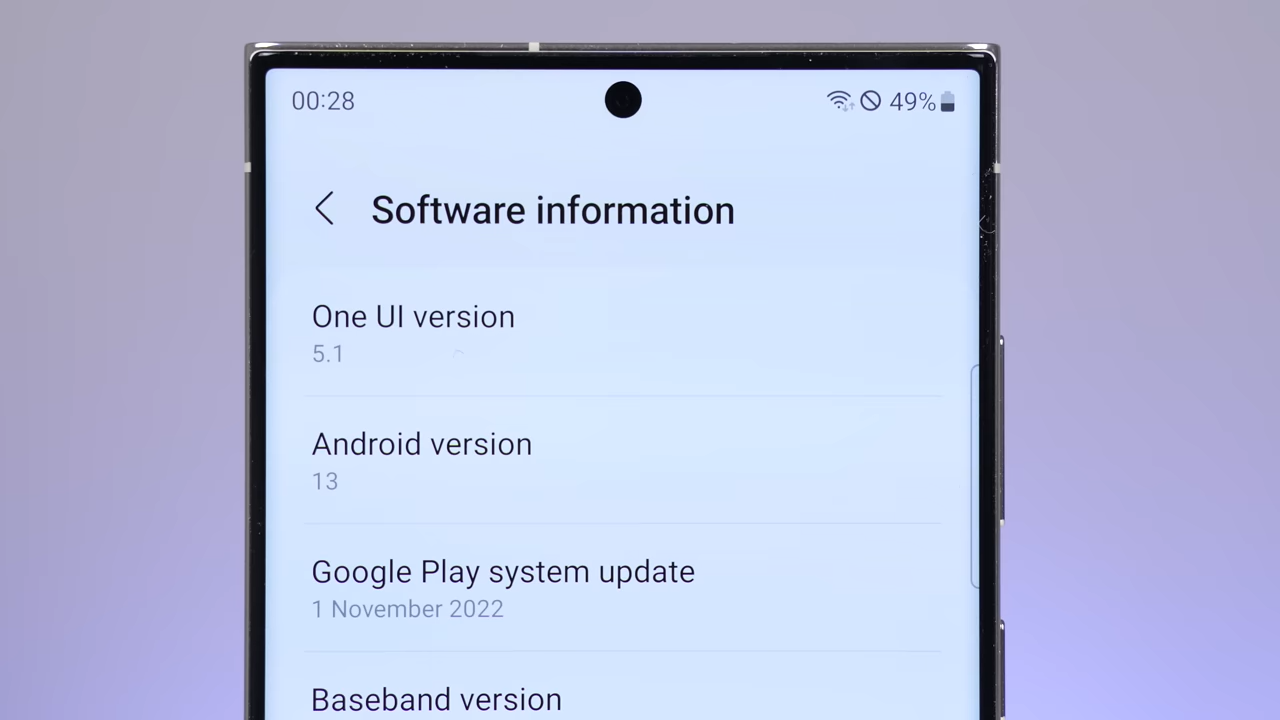 00:28 49%
Software information
One UI version
5.1
Android version
13
Google Play system update
1 November 2022
Baseband version